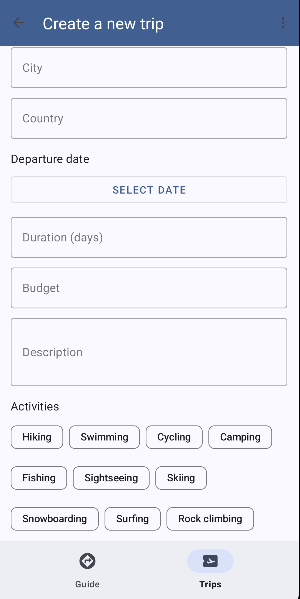 Create a new trip
City
Country
Departure date
SELECT DATE
Duration (days)
Budget
Description
Activities
Hiking Swimming Cycling Camping
Fishing Sightseeing Skiing
Snowboarding Surfing Rock climbing
Guide Trips